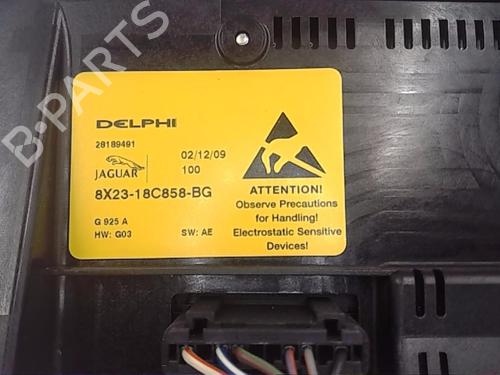 B-PARTS
DELPHI
28189491
JAGUAR
02/12/09
100
8X23-18C858-BG
G 925 A
HW: G03
SW: AE
ATTENTION!
Observe Precautions
for Handling!
Electrostatic Sensitive
Devices!